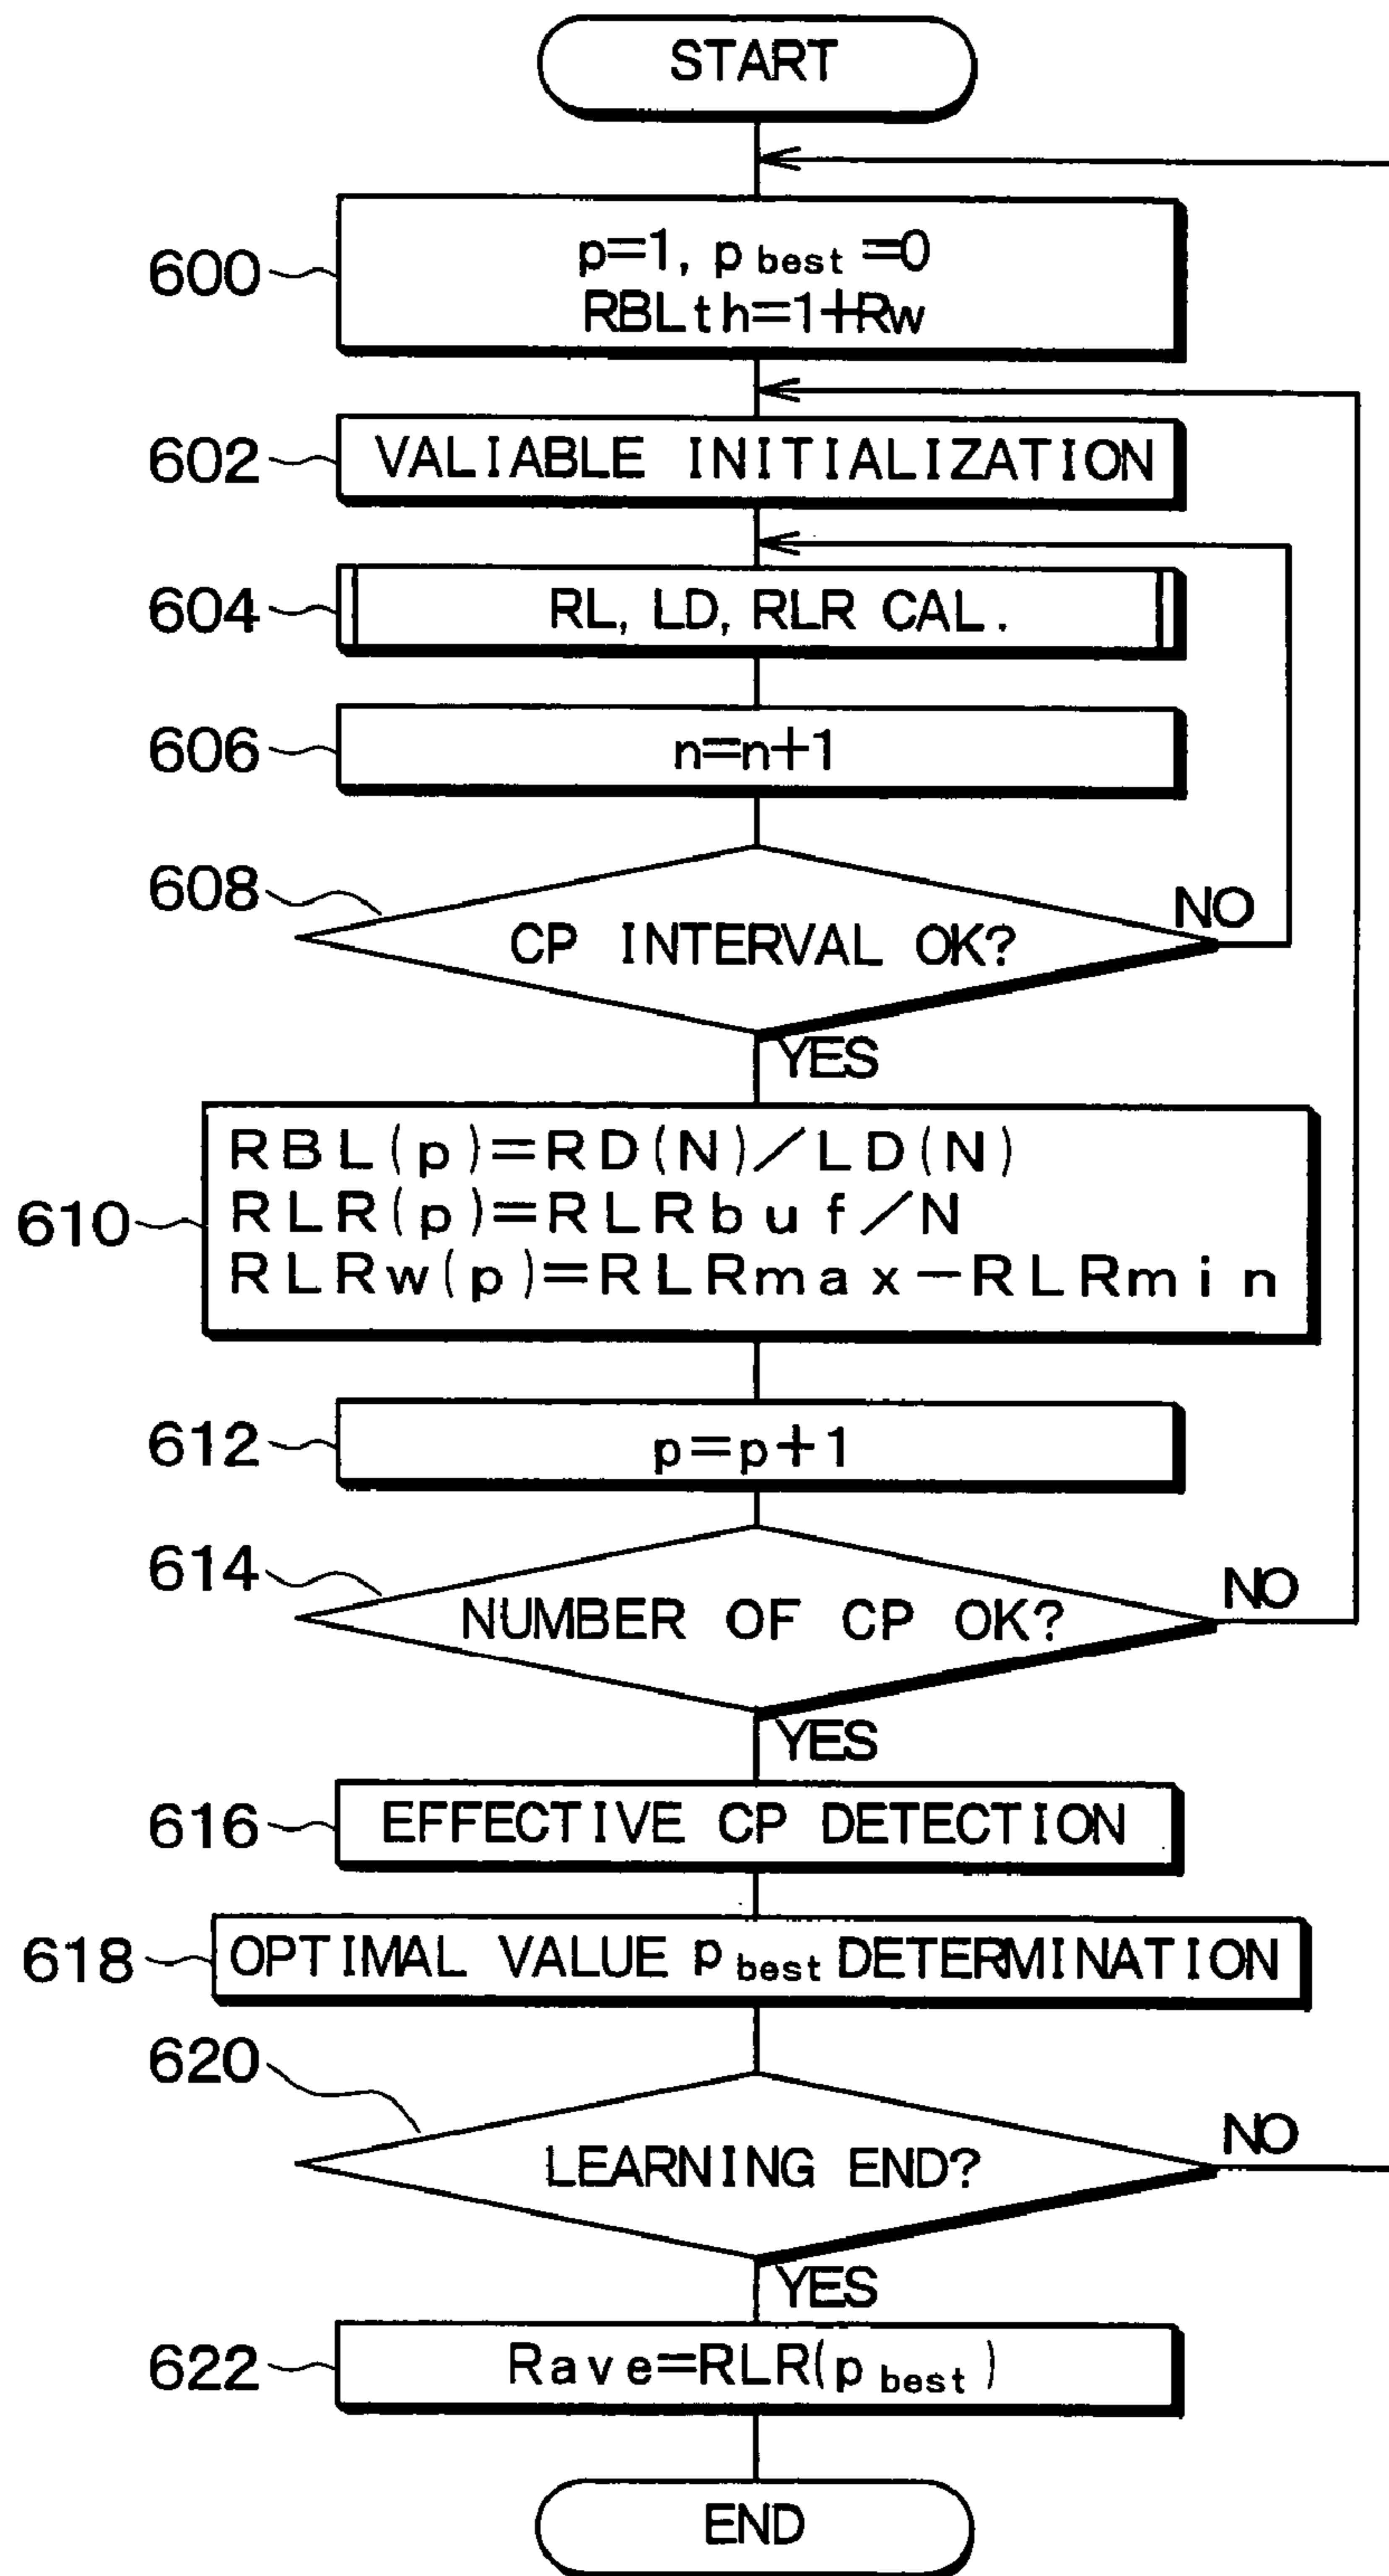 START
600
p=1, p best =0
RBLth=1+Rw
602
VALIABLE INITIALIZATION
604
RL, LD, RLR CAL.
606
n=n+1
608
CP INTERVAL OK?
NO
YES
610
RBL(p)=RD(N)/LD(N)
RLR(p)=RLRbuf/N
RLRw(p)=RLRmax-RLRmin
612
p=p+1
614
NUMBER OF CP OK?
NO
YES
616
EFFECTIVE CP DETECTION
618
OPTIMAL VALUE p best DETERMINATION
620
LEARNING END?
NO
YES
622
Rave=RLR(p best)
END